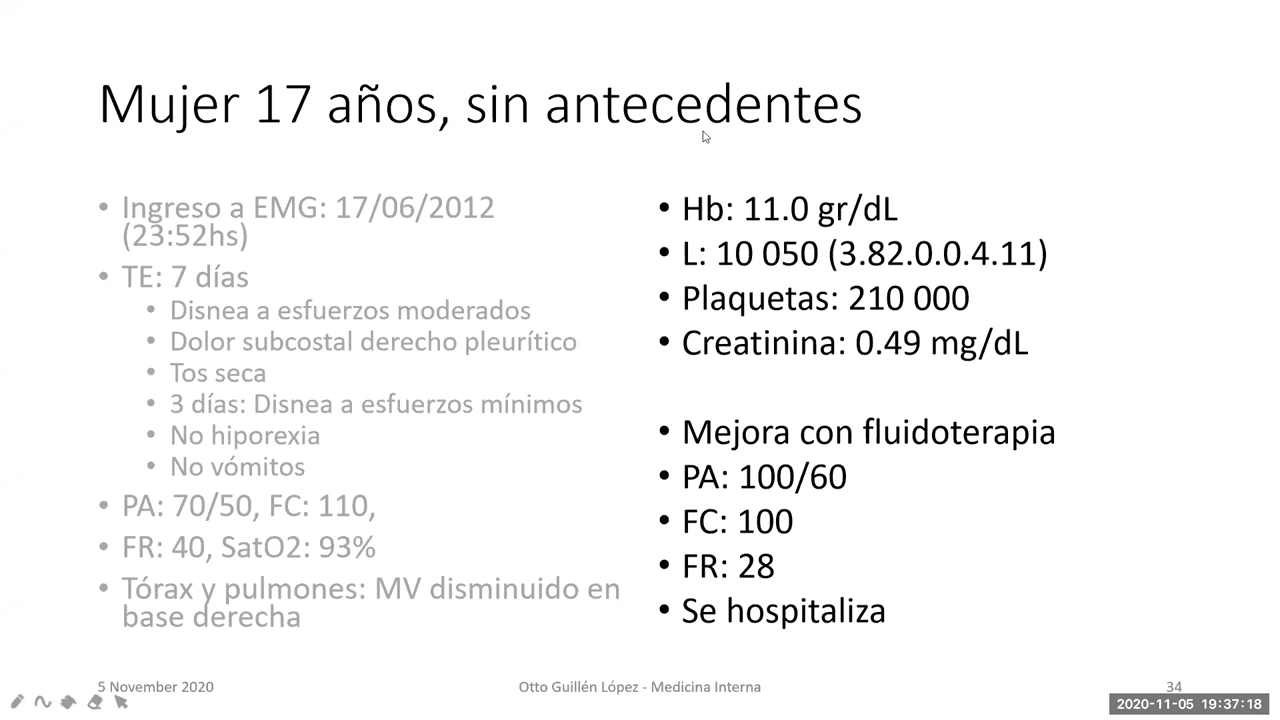 Mujer 17 años, sin antecedentes
• Ingreso a EMG: 17/06/2012
(23:52hs)
• TE: 7 días
• Disnea a esfuerzos moderados
• Dolor subcostal derecho pleurítico
• Tos seca
• 3 días: Disnea a esfuerzos mínimos
• No hiporexia
• No vómitos
• PA: 70/50, FC: 110,
• FR: 40, SatO2: 93%
• Tórax y pulmones: MV disminuido en
base derecha
• Hb: 11.0 gr/dL
• L: 10 050 (3.82.0.0.4.11)
• Plaquetas: 210 000
• Creatinina: 0.49 mg/dL
• Mejora con fluidoterapia
• PA: 100/60
• FC: 100
• FR: 28
• Se hospitaliza
5 November 2020
Otto Guillén López - Medicina Interna
34
2020-11-05 19:37:18